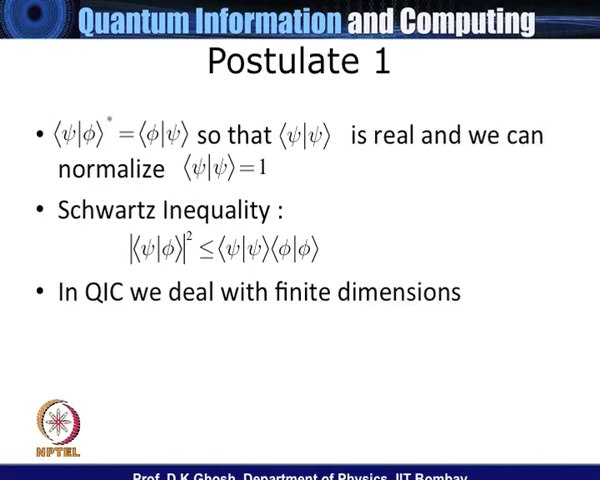 Quantum Information and Computing
Postulate 1
• ⟨ψ|ϕ⟩* = ⟨ϕ|ψ⟩ so that ⟨ψ|ψ⟩ is real and we can
normalize ⟨ψ|ψ⟩ = 1
• Schwartz Inequality :
|⟨ψ|ϕ⟩|² ≤ ⟨ψ|ψ⟩⟨ϕ|ϕ⟩
• In QIC we deal with finite dimensions
NPTEL
Prof. D.K.Ghosh, Department of Physics, IIT Bombay